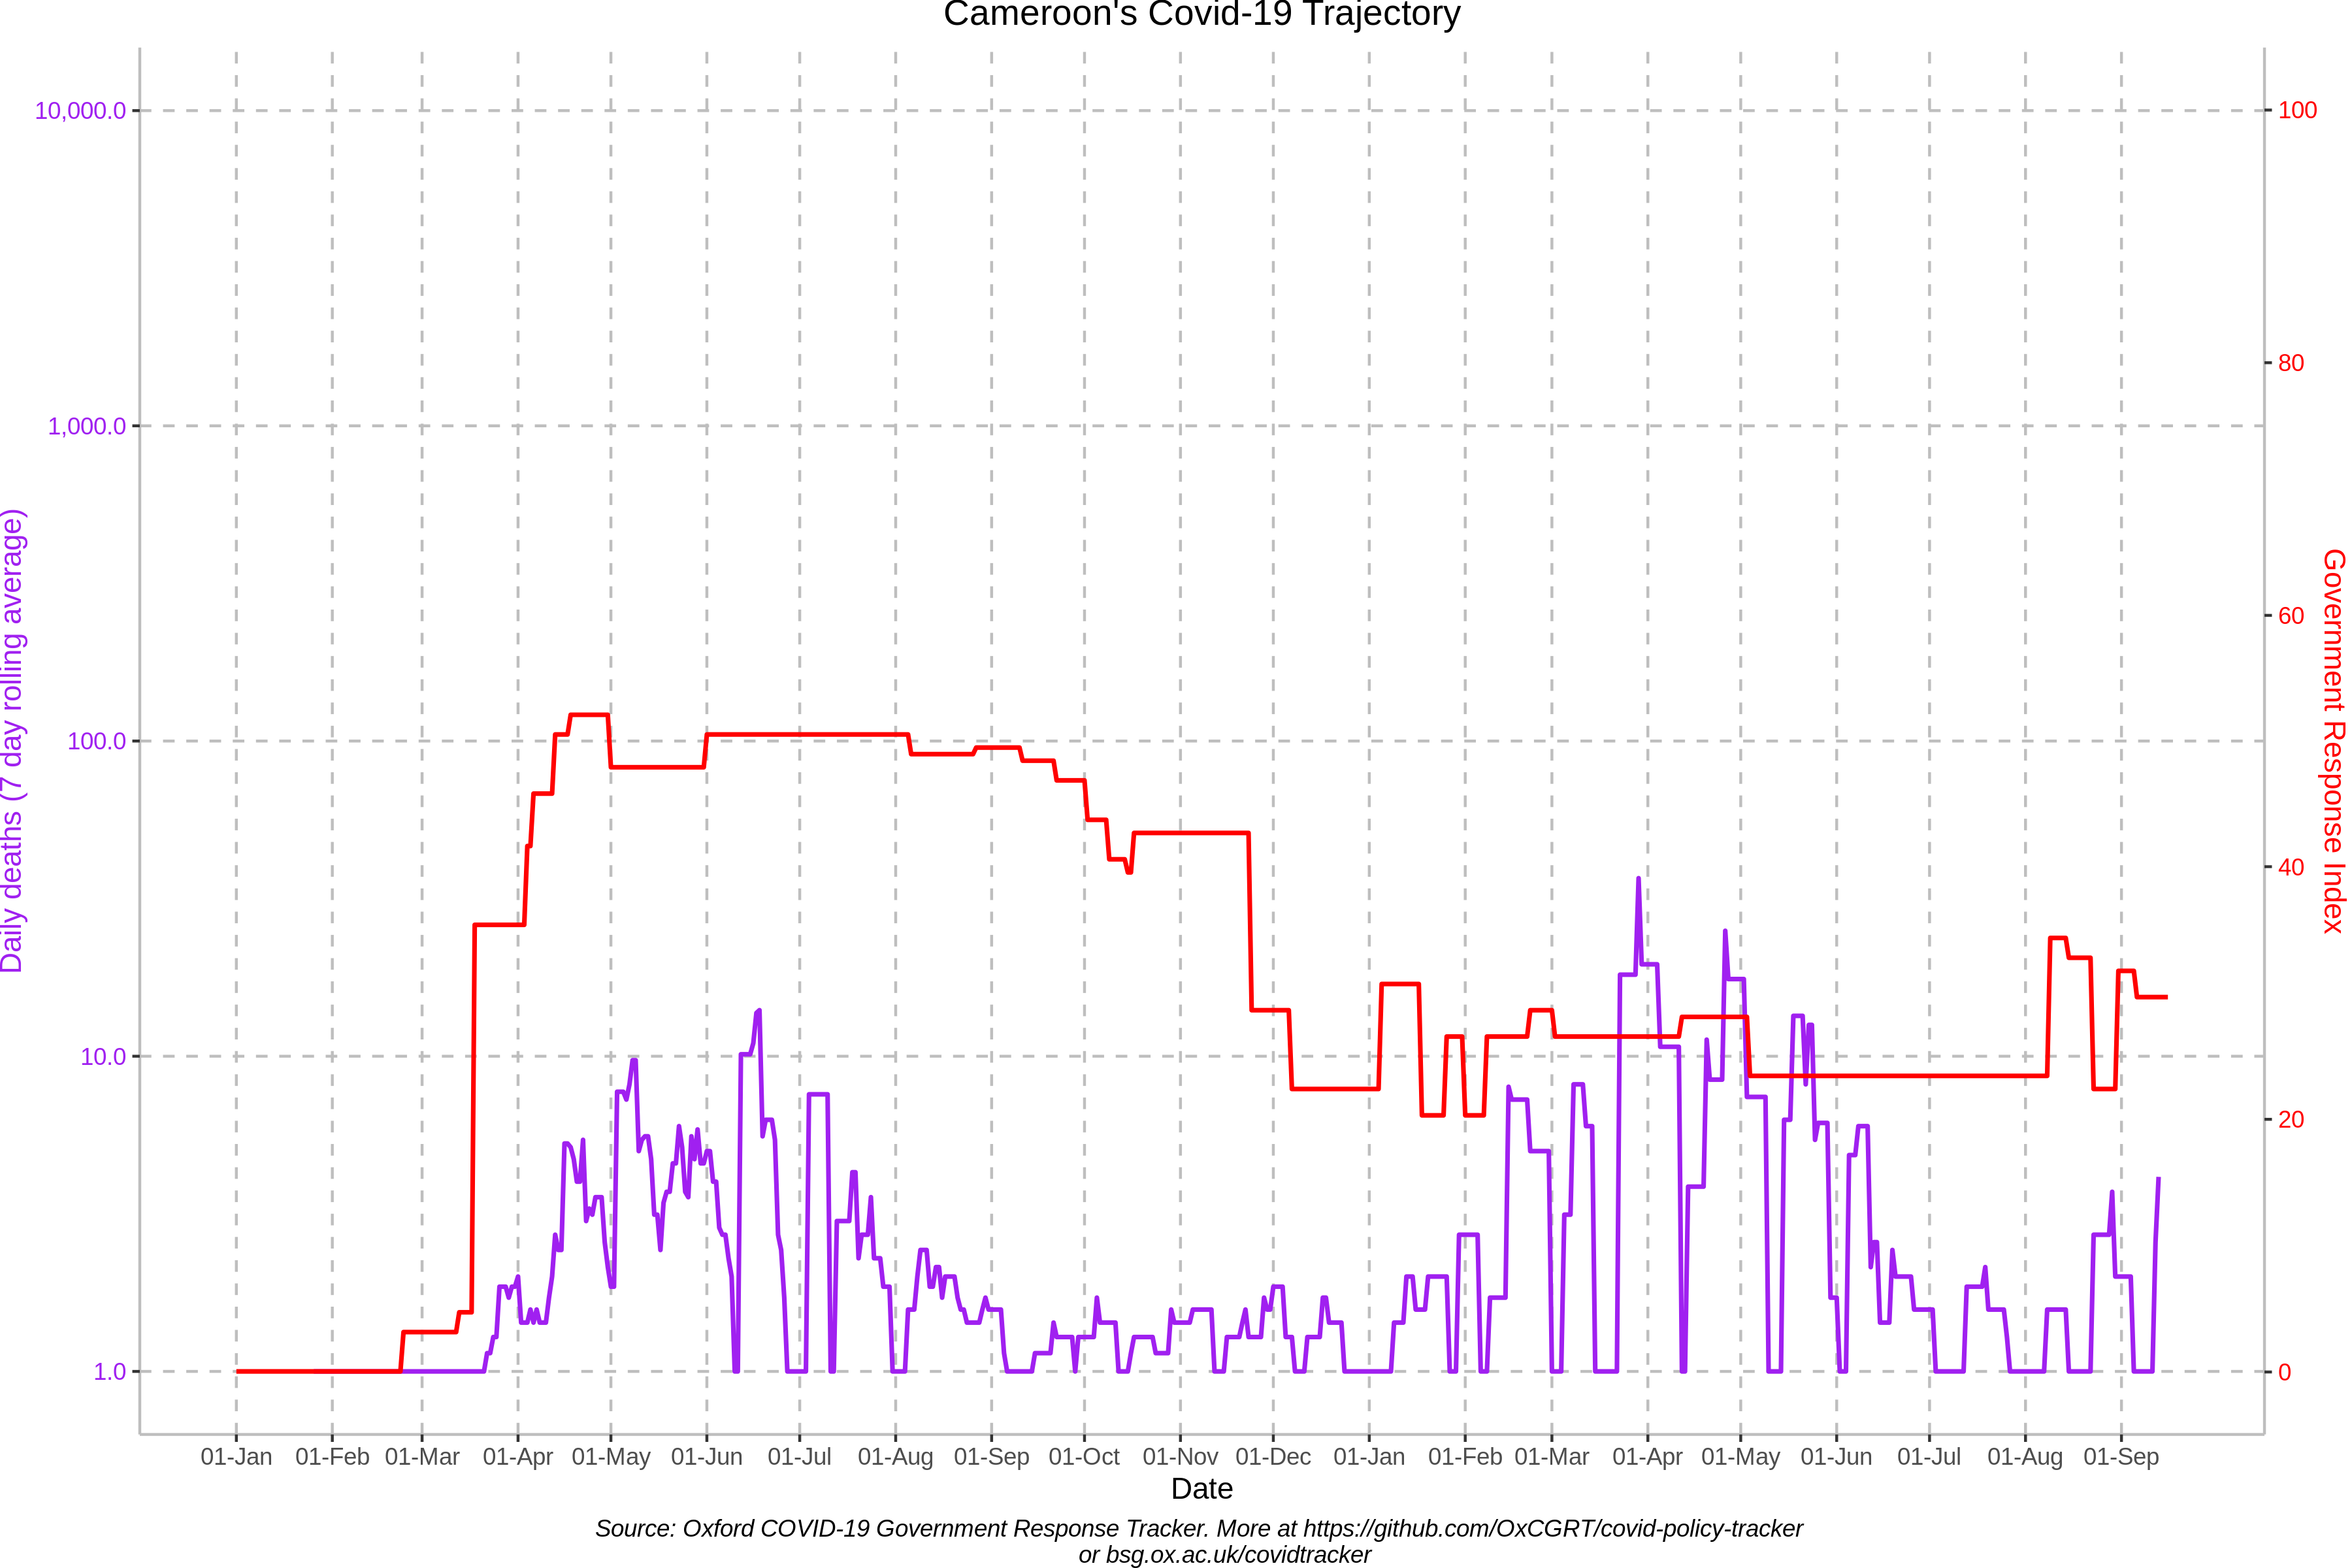 Cameroon's Covid-19 Trajectory
10,000.0
1,000.0
100.0
10.0
1.0
Daily deaths (7 day rolling average)
100
80
60
40
20
0
Government Response Index
01-Jan 01-Feb 01-Mar 01-Apr 01-May 01-Jun 01-Jul 01-Aug 01-Sep 01-Oct 01-Nov 01-Dec 01-Jan 01-Feb 01-Mar 01-Apr 01-May 01-Jun 01-Jul 01-Aug 01-Sep
Date
Source: Oxford COVID-19 Government Response Tracker. More at https://github.com/OxCGRT/covid-policy-tracker
or bsg.ox.ac.uk/covidtracker